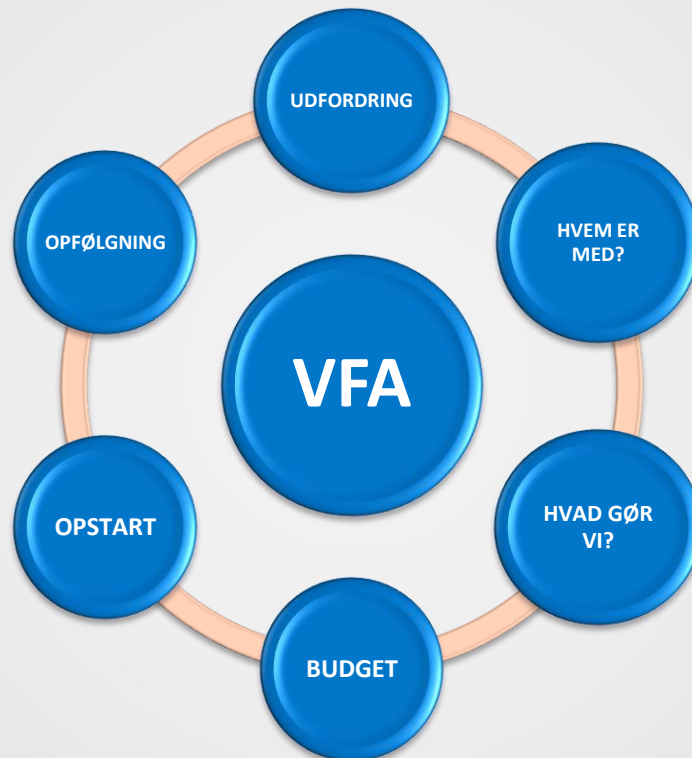 UDFORDRING
HVEM ER
MED?
HVAD GØR
VI?
BUDGET
OPSTART
OPFØLGNING
VFA